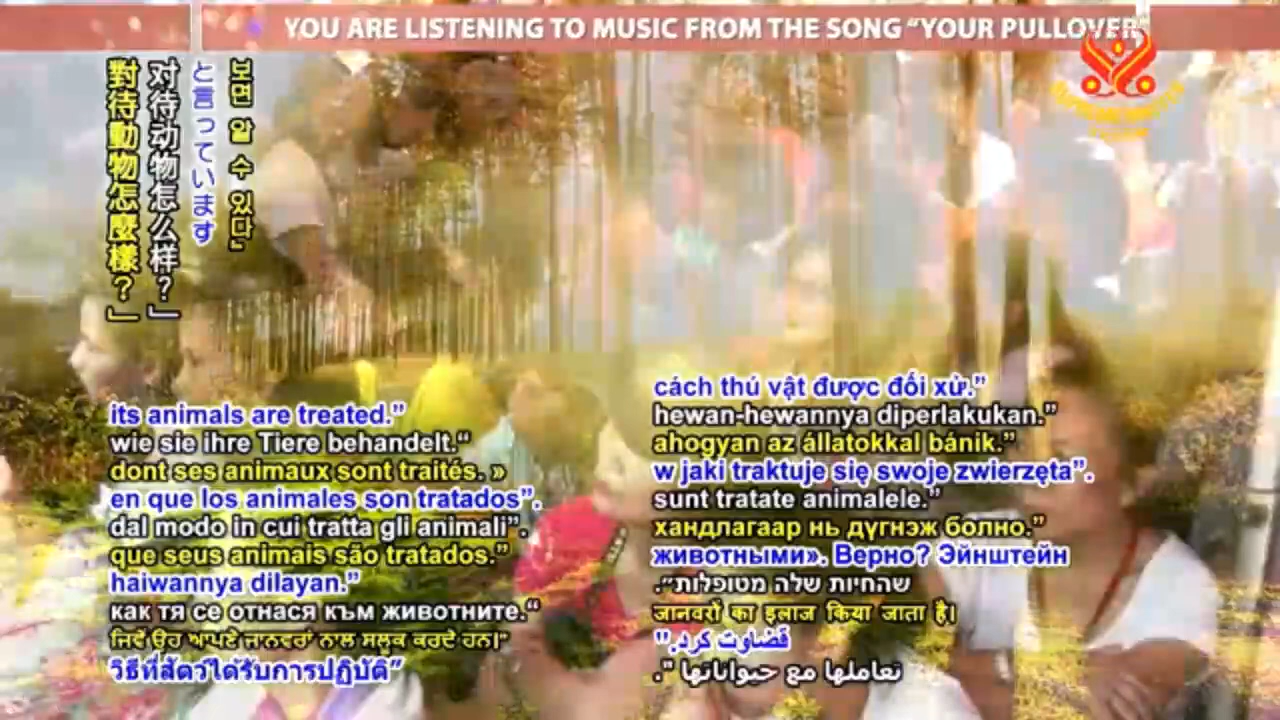 YOU ARE LISTENING TO MUSIC FROM THE SONG “YOUR PULLOVER”
對待動物怎麼樣？」
对待动物怎么样？」
と言っています
보면 알 수 있다”
its animals are treated.”
wie sie ihre Tiere behandelt.“
dont ses animaux sont traités. »
en que los animales son tratados”.
dal modo in cui tratta gli animali”.
que seus animais são tratados.”
haiwannya dilayan.”
как тя се отнася към животните.“
ਜਿਵੇਂ ਉਹ ਆਪਣੇ ਜਾਨਵਰਾਂ ਨਾਲ ਸਲੂਕ ਕਰਦੇ ਹਨ।”
วิธีที่สัตว์ได้รับการปฏิบัติ”
cách thú vật được đối xử.”
hewan-hewannya diperlakukan.”
ahogyan az állatokkal bánik.”
w jaki traktuje się swoje zwierzęta”.
sunt tratate animalele.”
хандлагаар нь дүгнэж болно.”
животными». Верно? Эйнштейн
שהחיות שלה מטופלות”.
जानवरों का इलाज किया जाता है।
قضاوت کرد."
تعاملها مع حيواناتها ".